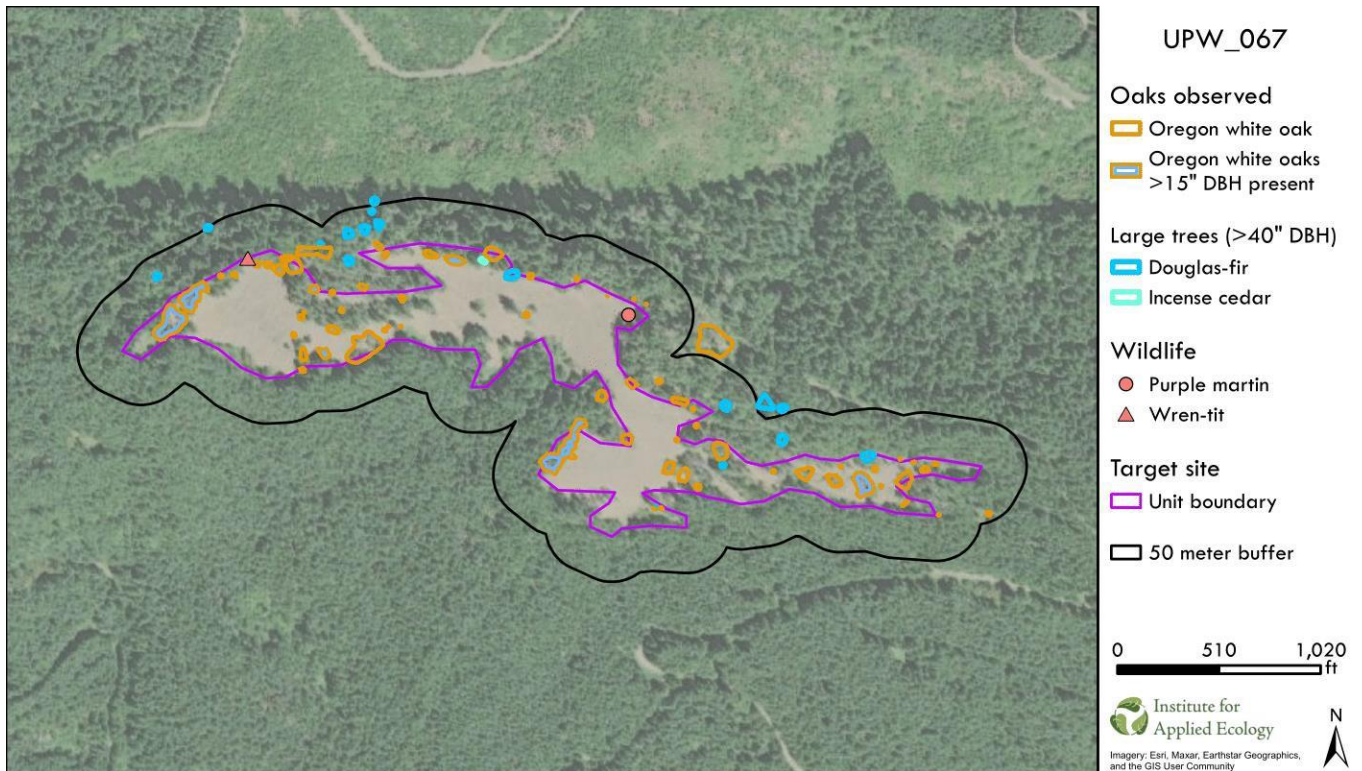 UPW_067
Oaks observed
Oregon white oak
Oregon white oaks
>15" DBH present
Large trees (>40" DBH)
Douglas-fir
Incense cedar
Wildlife
Purple martin
Wren-tit
Target site
Unit boundary
50 meter buffer
0 510 1,020
ft
Institute for
Applied Ecology
N
Imagery: Esri, Maxar, Earthstar Geographics,
and the GIS User Community